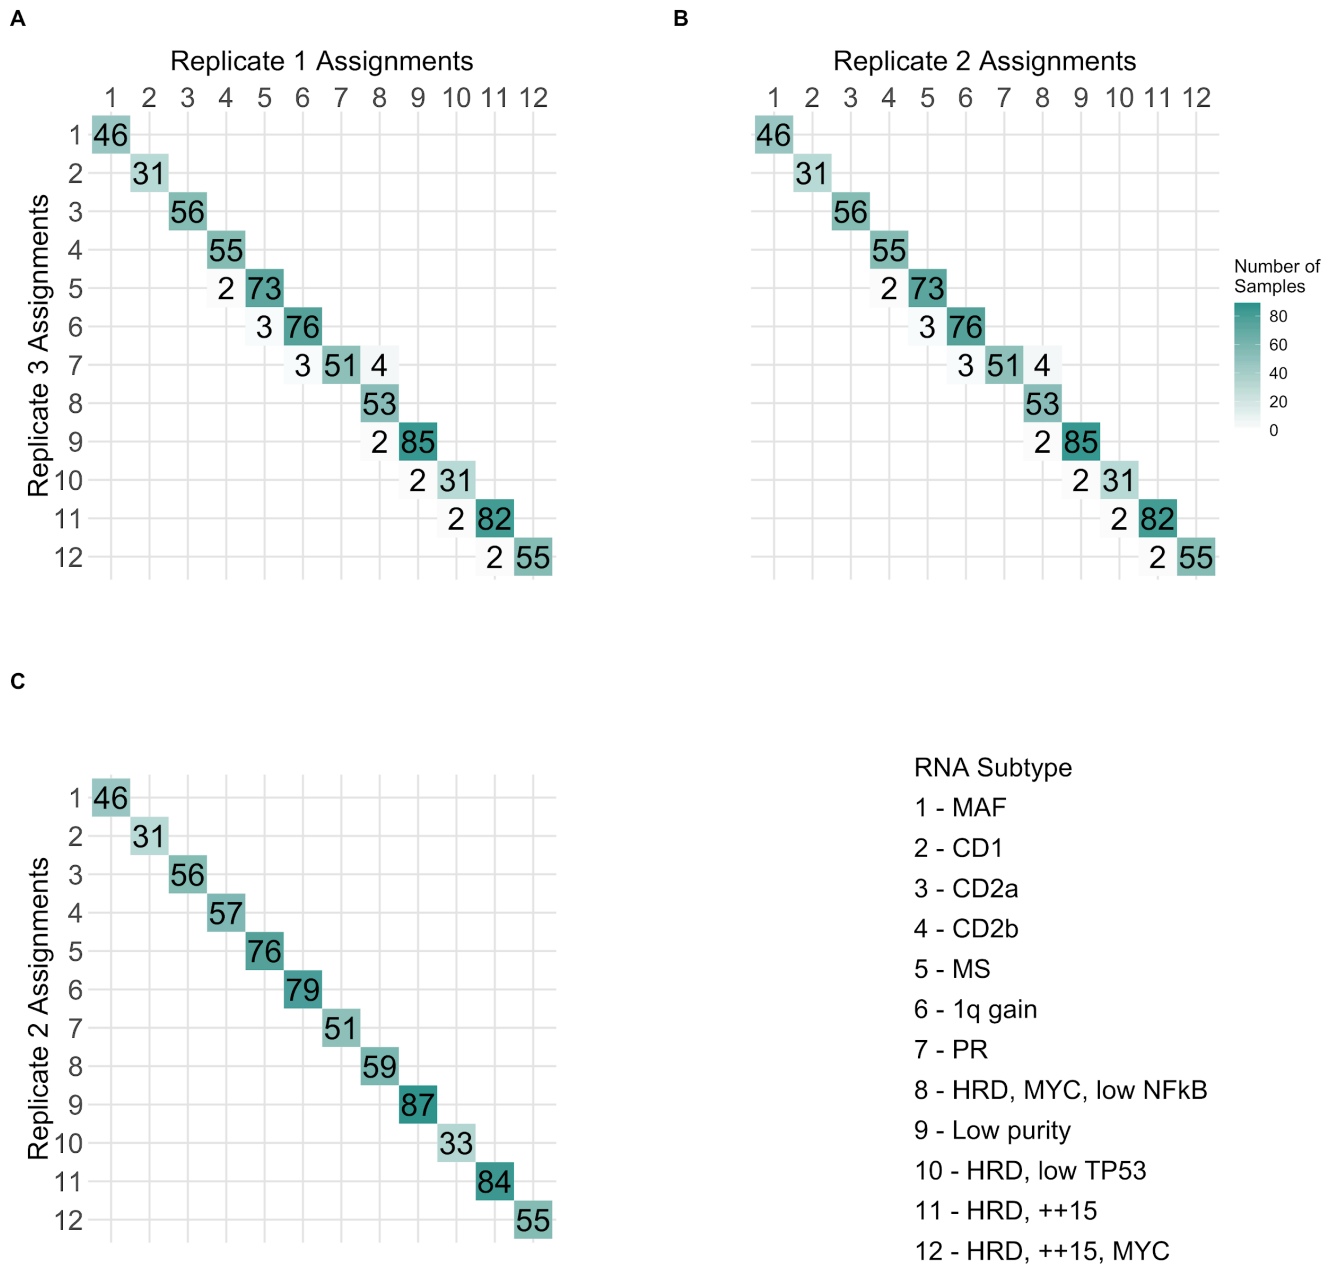 A
Replicate 1 Assignments
1 2 3 4 5 6 7 8 9 10 11 12
Replicate 3 Assignments
1 46
2 31
3 56
4 55
5 2 73
6 3 76
7 3 51 4
8 53
9 2 85
10 2 31
11 2 82
12 2 55
B
Replicate 2 Assignments
1 2 3 4 5 6 7 8 9 10 11 12
46
31
56
55
2 73
3 76
3 51 4
53
2 85
2 31
2 82
2 55
Number of
Samples
80
60
40
20
0
C
Replicate 2 Assignments
1 46
2 31
3 56
4 57
5 76
6 79
7 51
8 59
9 87
10 33
11 84
12 55
RNA Subtype
1 - MAF
2 - CD1
3 - CD2a
4 - CD2b
5 - MS
6 - 1q gain
7 - PR
8 - HRD, MYC, low NFkB
9 - Low purity
10 - HRD, low TP53
11 - HRD, ++15
12 - HRD, ++15, MYC